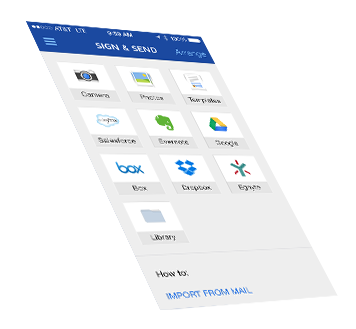 AT&T LTE 9:59 AM 100%
SIGN & SEND
Arrange
Camera Photos Templates
Salesforce Evernote Google
box
Box Dropbox Egnyte
Library
How to:
IMPORT FROM MAIL